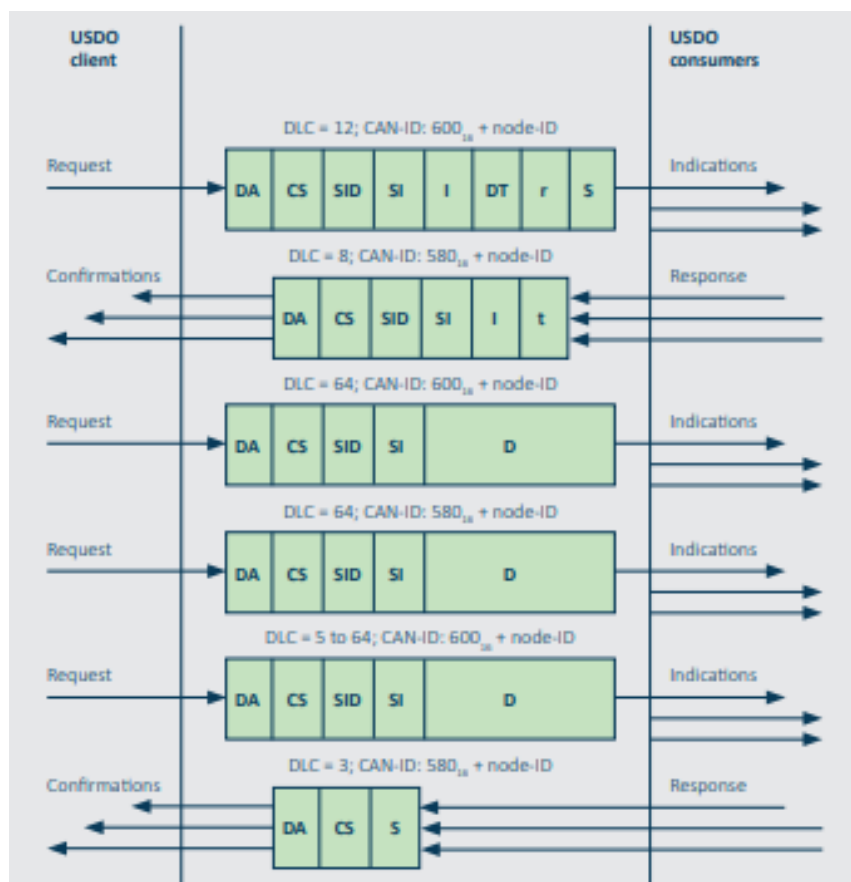 USDO client
USDO consumers
DLC = 12; CAN-ID: 600₁₆ + node-ID
Request
DA CS SID SI I DT r S
Indications
DLC = 8; CAN-ID: 580₁₆ + node-ID
Confirmations
DA CS SID SI I t
Response
DLC = 64; CAN-ID: 600₁₆ + node-ID
Request
DA CS SID SI D
Indications
DLC = 64; CAN-ID: 580₁₆ + node-ID
Request
DA CS SID SI D
Indications
DLC = 5 to 64; CAN-ID: 600₁₆ + node-ID
Request
DA CS SID SI D
Indications
DLC = 3; CAN-ID: 580₁₆ + node-ID
Confirmations
DA CS S
Response